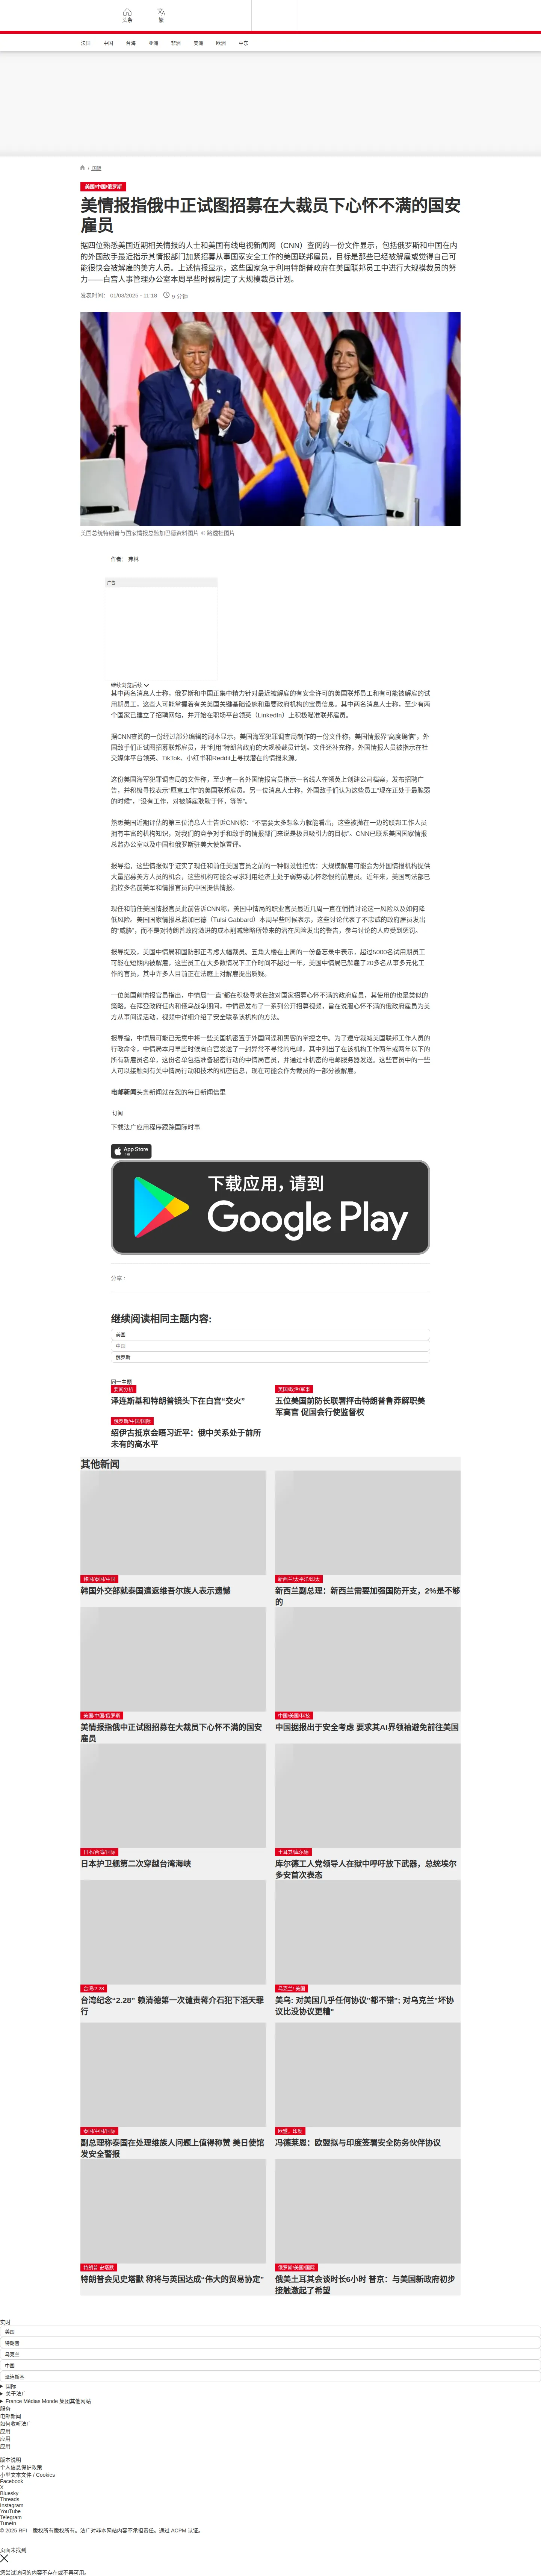 头条
繁
法国 中国 台海 亚洲 非洲 美洲 欧洲 中东
/ 国际
美国/中国/俄罗斯
美情报指俄中正试图招募在大裁员下心怀不满的国安
雇员
据四位熟悉美国近期相关情报的人士和美国有线电视新闻网（CNN）查阅的一份文件显示，包括俄罗斯和中国在内
的外国敌手最近指示其情报部门加紧招募从事国家安全工作的美国联邦雇员，目标是那些已经被解雇或觉得自己可
能很快会被解雇的美方人员。上述情报显示，这些国家急于利用特朗普政府在美国联邦员工中进行大规模裁员的努
力——白宫人事管理办公室本周早些时候制定了大规模裁员计划。
发表时间： 01/03/2025 - 11:18
9 分钟
美国总统特朗普与国家情报总监加巴德资料图片 © 路透社图片
作者： 弗林
广告
继续浏览后续
其中两名消息人士称，俄罗斯和中国正集中精力针对最近被解雇的有安全许可的美国联邦员工和有可能被解雇的试
用期员工，这些人可能掌握着有关美国关键基础设施和重要政府机构的宝贵信息。其中两名消息人士称，至少有两
个国家已建立了招聘网站，并开始在职场平台领英（LinkedIn）上积极瞄准联邦雇员。
据CNN查阅的一份经过部分编辑的副本显示，美国海军犯罪调查局制作的一份文件称，美国情报界“高度确信”，外
国敌手们正试图招募联邦雇员，并“利用”特朗普政府的大规模裁员计划。文件还补充称，外国情报人员被指示在社
交媒体平台领英、TikTok、小红书和Reddit上寻找潜在的情报来源。
这份美国海军犯罪调查局的文件称，至少有一名外国情报官员指示一名线人在领英上创建公司档案，发布招聘广
告，并积极寻找表示“愿意工作”的美国联邦雇员。另一位消息人士称，外国敌手们认为这些员工“现在正处于最脆弱
的时候”，“没有工作，对被解雇耿耿于怀，等等”。
熟悉美国近期评估的第三位消息人士告诉CNN称：“不需要太多想象力就能看出，这些被抛在一边的联邦工作人员
拥有丰富的机构知识，对我们的竞争对手和敌手的情报部门来说是极具吸引力的目标”。CNN已联系美国国家情报
总监办公室以及中国和俄罗斯驻美大使馆置评。
报导指，这些情报似乎证实了现任和前任美国官员之前的一种假设性担忧：大规模解雇可能会为外国情报机构提供
大量招募美方人员的机会，这些机构可能会寻求利用经济上处于弱势或心怀怨恨的前雇员。近年来，美国司法部已
指控多名前美军和情报官员向中国提供情报。
现任和前任美国情报官员此前告诉CNN称，美国中情局的职业官员最近几周一直在悄悄讨论这一风险以及如何降
低风险。美国国家情报总监加巴德（Tulsi Gabbard）本周早些时候表示，这些讨论代表了不忠诚的政府雇员发出
的“威胁”，而不是对特朗普政府激进的成本削减策略所带来的潜在风险发出的警告，参与讨论的人应受到惩罚。
报导提及，美国中情局和国防部正考虑大幅裁员。五角大楼在上周的一份备忘录中表示，超过5000名试用期员工
可能在短期内被解雇，这些员工在大多数情况下工作时间不超过一年。美国中情局已解雇了20多名从事多元化工
作的官员，其中许多人目前正在法庭上对解雇提出质疑。
一位美国前情报官员指出，中情局“一直”都在积极寻求在敌对国家招募心怀不满的政府雇员，其使用的也是类似的
策略。在拜登政府任内和俄乌战争期间，中情局发布了一系列公开招募视频，旨在说服心怀不满的俄政府雇员为美
方从事间谍活动，视频中详细介绍了安全联系该机构的方法。
报导指，中情局可能已无意中将一些美国机密置于外国间谍和黑客的掌控之中。为了遵守裁减美国联邦工作人员的
行政命令，中情局本月早些时候向白宫发送了一封异常不寻常的电邮，其中列出了在该机构工作两年或两年以下的
所有新雇员名单，这份名单包括准备秘密行动的中情局官员，并通过非机密的电邮服务器发送。这些官员中的一些
人可以接触到有关中情局行动和技术的机密信息，现在可能会作为裁员的一部分被解雇。
电邮新闻头条新闻就在您的每日新闻信里
订阅
下载法广应用程序跟踪国际时事
App Store
下载应用，请到
Google Play
分享 :
继续阅读相同主题内容:
美国
中国
俄罗斯
同一主题
要闻分析
泽连斯基和特朗普镜头下在白宫“交火”
美国/政治/军事
五位美国前防长联署抨击特朗普鲁莽解职美
军高官 促国会行使监督权
俄罗斯/中国/国际
绍伊古抵京会晤习近平：俄中关系处于前所
未有的高水平
其他新闻
韩国/泰国/中国
韩国外交部就泰国遣返维吾尔族人表示遗憾
新西兰/太平洋/印太
新西兰副总理：新西兰需要加强国防开支，2%是不够
的
美国/中国/俄罗斯
美情报指俄中正试图招募在大裁员下心怀不满的国安
雇员
中国/美国/科技
中国据报出于安全考虑 要求其AI界领袖避免前往美国
日本/台湾/国际
日本护卫舰第二次穿越台湾海峡
土耳其/库尔德
库尔德工人党领导人在狱中呼吁放下武器，总统埃尔
多安首次表态
台湾/2.28
台湾纪念“2.28” 赖清德第一次谴责蒋介石犯下滔天罪
行
乌克兰/ 美国
美乌: 对美国几乎任何协议"都不错"; 对乌克兰"坏协
议比没协议更糟"
泰国/中国/国际
副总理称泰国在处理维族人问题上值得称赞 美日使馆
发安全警报
欧盟，印度
冯德莱恩：欧盟拟与印度签署安全防务伙伴协议
特朗普 史塔默
特朗普会见史塔默 称将与英国达成“伟大的贸易协定”
俄罗斯/美国/国际
俄美土耳其会谈时长6小时 普京：与美国新政府初步
接触激起了希望
实时
美国
特朗普
乌克兰
中国
泽连斯基
国际
关于法广
France Médias Monde 集团其他网站
服务
电邮新闻
如何收听法广
应用
应用
应用
版本说明
个人信息保护政策
小型文本文件 / Cookies
Facebook
X
Bluesky
Threads
Instagram
YouTube
Telegram
TuneIn
© 2025 RFI – 版权所有版权所有。法广对非本网站内容不承担责任。通过 ACPM 认证。
页面未找到
您尝试访问的内容不存在或不再可用。